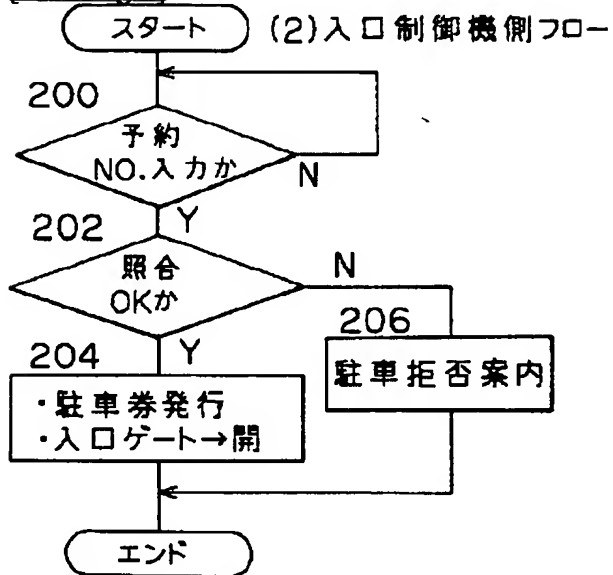 スタート
(2)入口制御機側フロー
200
予約
NO.入力か
N
Y
202
照合
OKか
N
Y
206
駐車拒否案内
204
・駐車券発行
・入口ゲート→開
エンド